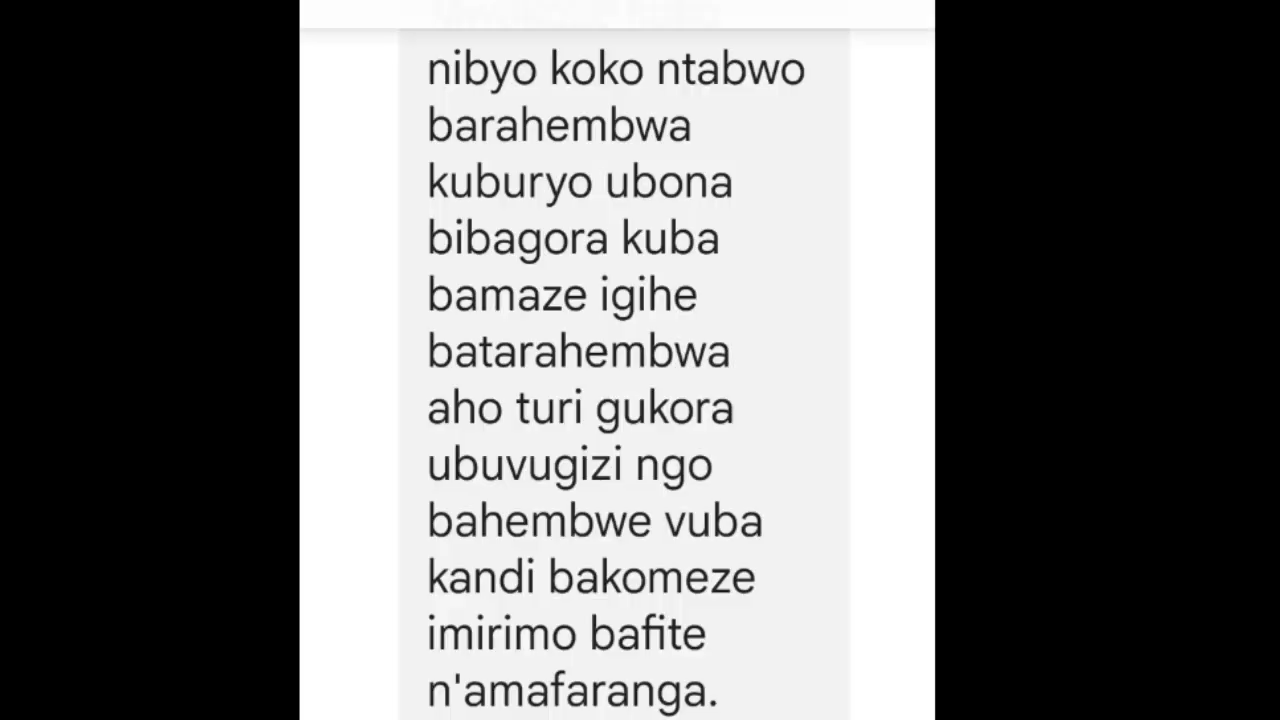 nibyo koko ntabwo
barahembwa
kuburyo ubona
bibagora kuba
bamaze igihe
batarahembwa
aho turi gukora
ubuvugizi ngo
bahembwe vuba
kandi bakomeze
imirimo bafite
n'amafaranga.